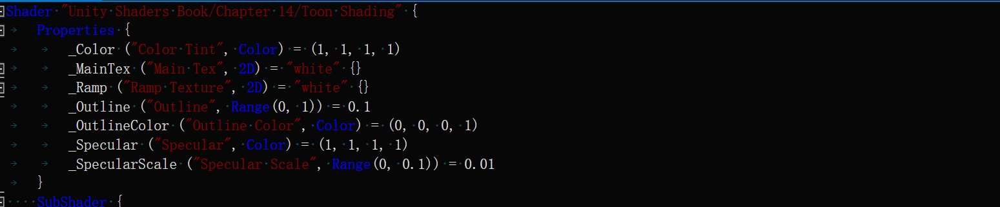 Shader "Unity Shaders Book/Chapter 14/Toon Shading" {
Properties {
_Color ("Color Tint", Color) = (1, 1, 1, 1)
_MainTex ("Main Tex", 2D) = "white" {}
_Ramp ("Ramp Texture", 2D) = "white" {}
_Outline ("Outline", Range(0, 1)) = 0.1
_OutlineColor ("Outline Color", Color) = (0, 0, 0, 1)
_Specular ("Specular", Color) = (1, 1, 1, 1)
_SpecularScale ("Specular Scale", Range(0, 0.1)) = 0.01
}
SubShader {